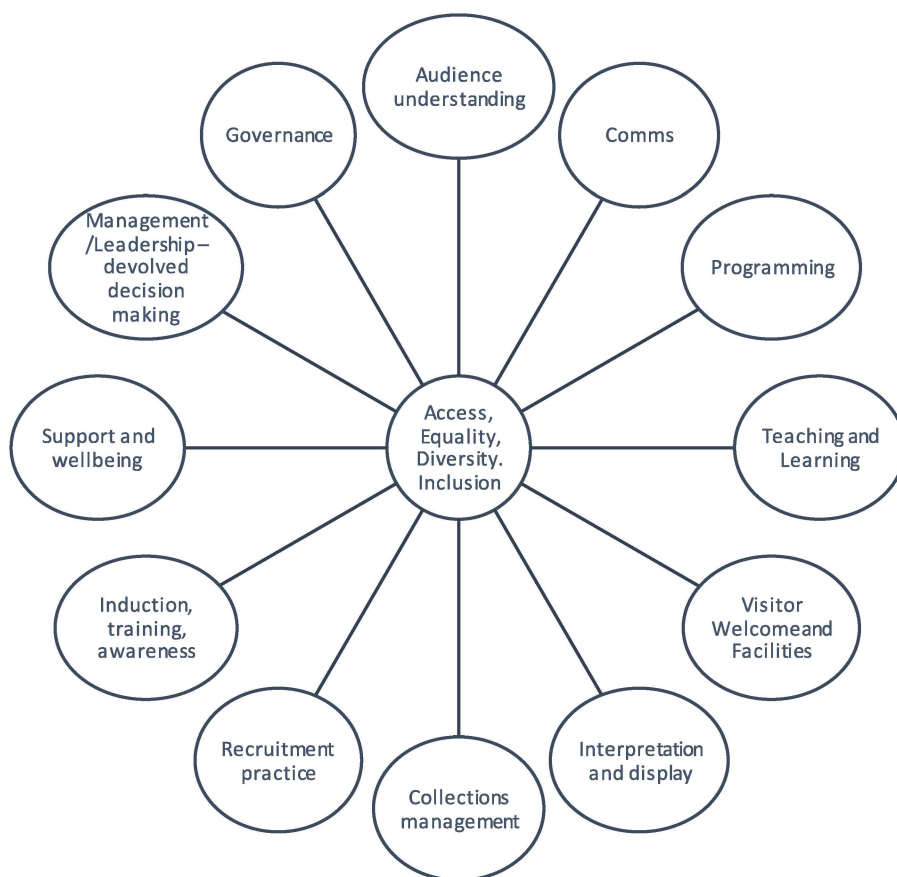 Audience
understanding
Comms
Programming
Teaching and
Learning
Visitor
Welcomeand
Facilities
Interpretation
and display
Collections
management
Recruitment
practice
Induction,
training,
awareness
Support and
wellbeing
Management
/Leadership–
devolved
decision
making
Governance
Access,
Equality,
Diversity.
Inclusion